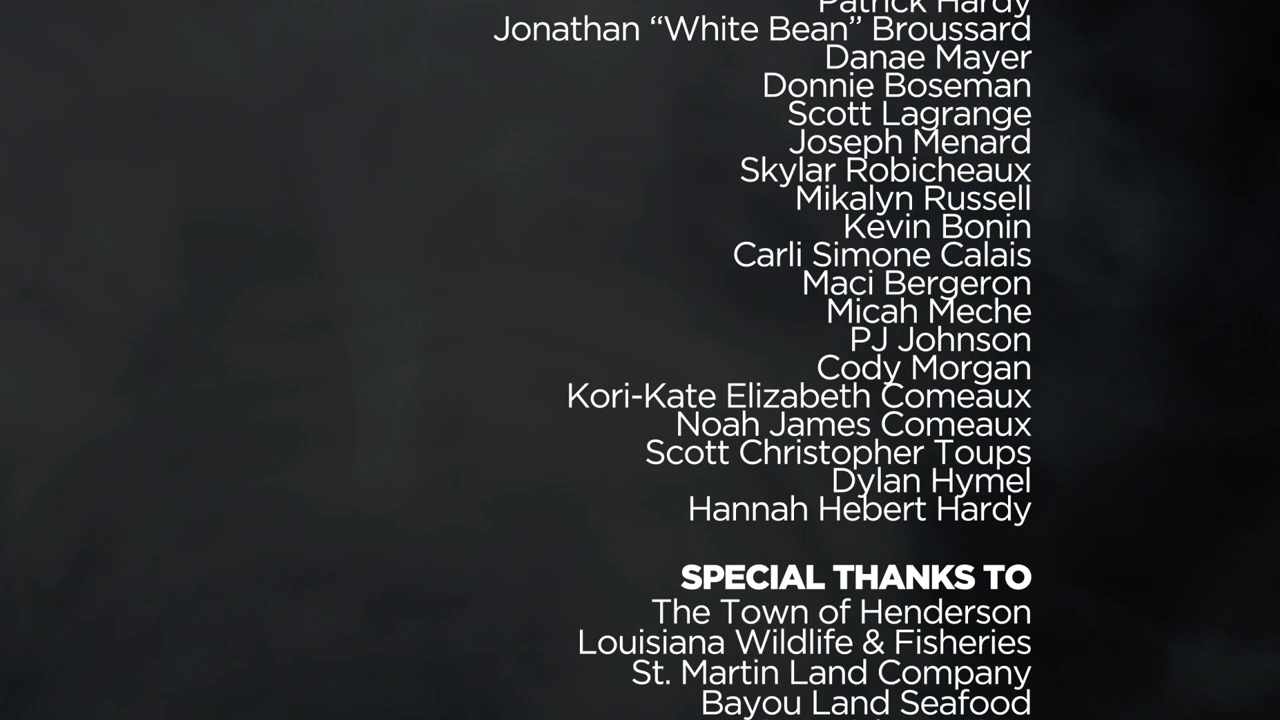 Patrick Hardy
Jonathan “White Bean” Broussard
Danae Mayer
Donnie Boseman
Scott Lagrange
Joseph Menard
Skylar Robicheaux
Mikalyn Russell
Kevin Bonin
Carli Simone Calais
Maci Bergeron
Micah Meche
PJ Johnson
Cody Morgan
Kori-Kate Elizabeth Comeaux
Noah James Comeaux
Scott Christopher Toups
Dylan Hymel
Hannah Hebert Hardy
SPECIAL THANKS TO
The Town of Henderson
Louisiana Wildlife & Fisheries
St. Martin Land Company
Bayou Land Seafood